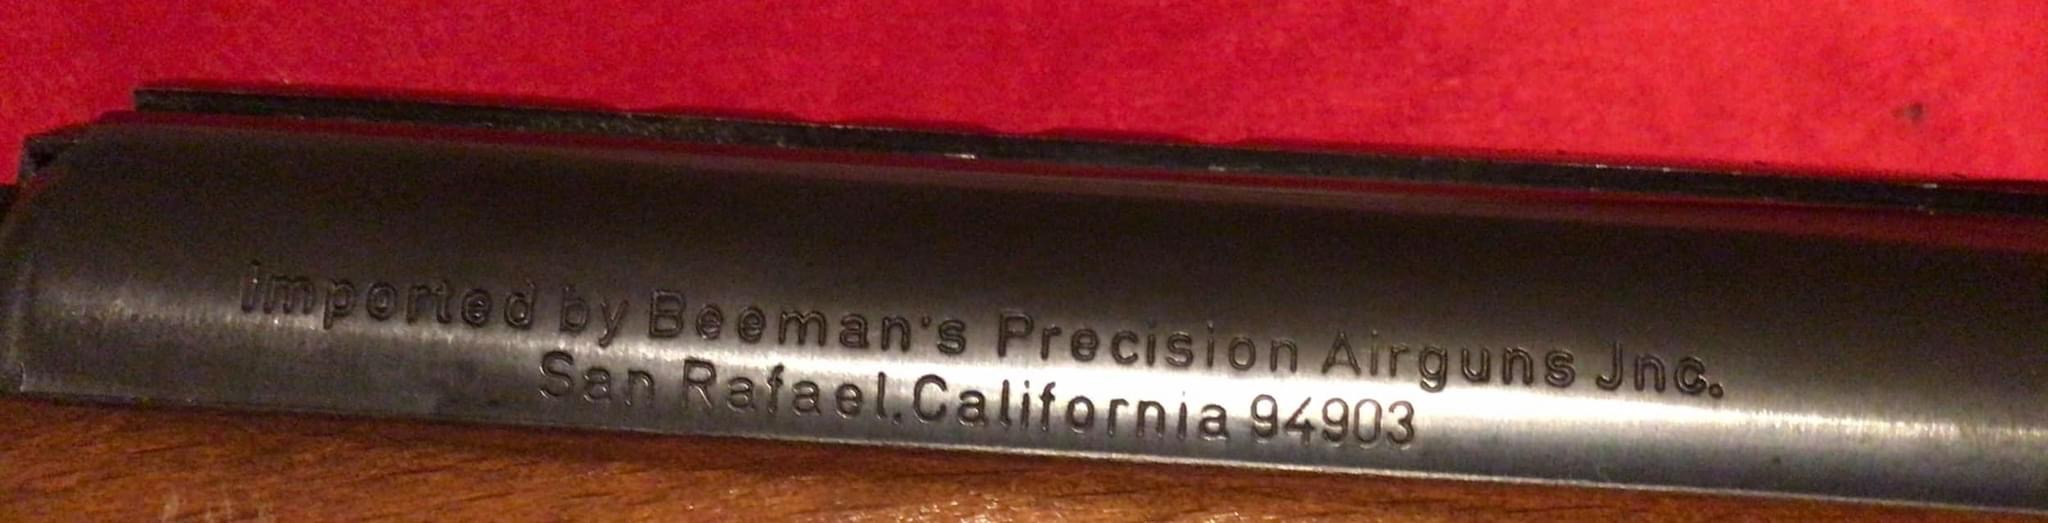 imported by Beeman's Precision Airguns Jnc.
San Rafael.California 94903